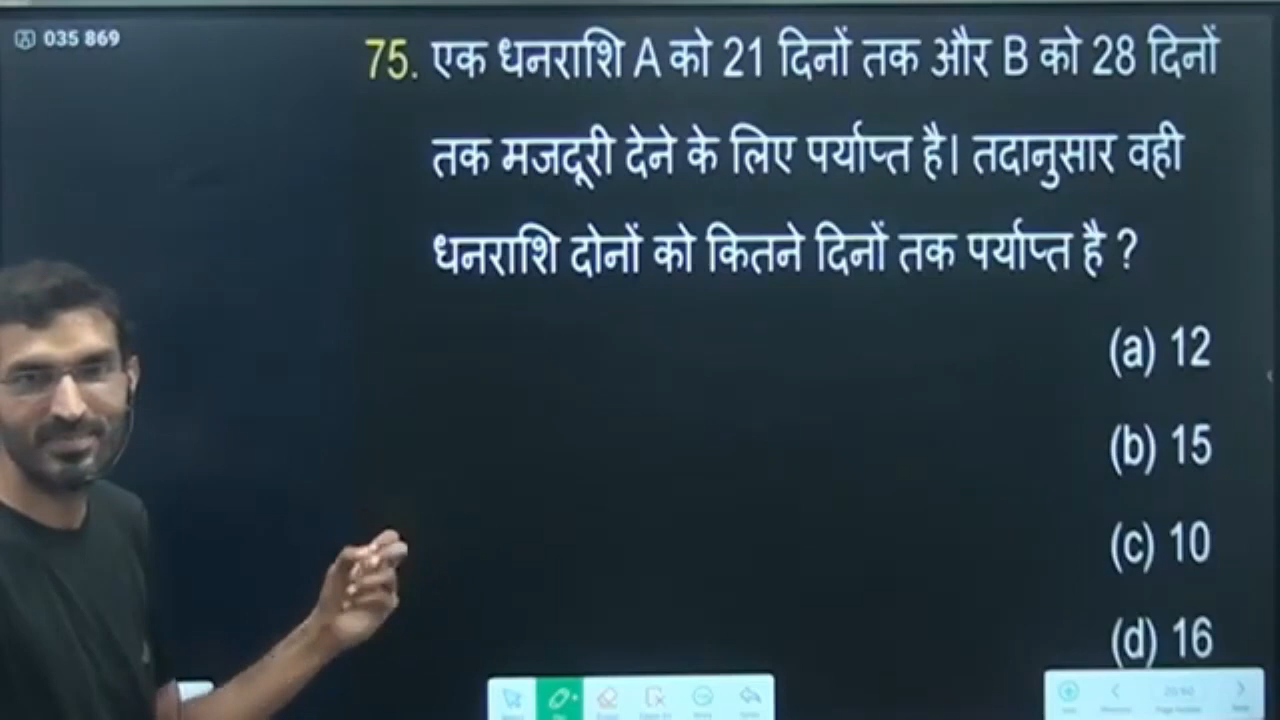 035 869
75. एक धनराशि A को 21 दिनों तक और B को 28 दिनों
तक मजदूरी देने के लिए पर्याप्त है। तदानुसार वही
धनराशि दोनों को कितने दिनों तक पर्याप्त है ?
(a) 12
(b) 15
(c) 10
(d) 16